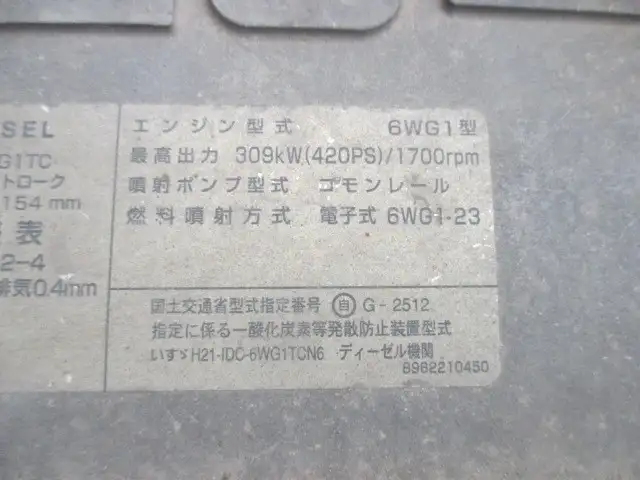 SEL
G1TC
トローク
154mm
表
2-4
排気0.4mm
エンジン型式 6WG1型
最高出力 309kW(420PS)/1700rpm
噴射ポンプ型式 コモンレール
燃料噴射方式 電子式 6WG1-23
国土交通省型式指定番号 自 G-2512
指定に係る一酸化炭素等発散防止装置型式
いすゞH21-IDC-6WG1TCN6 ディーゼル機関
8982210450